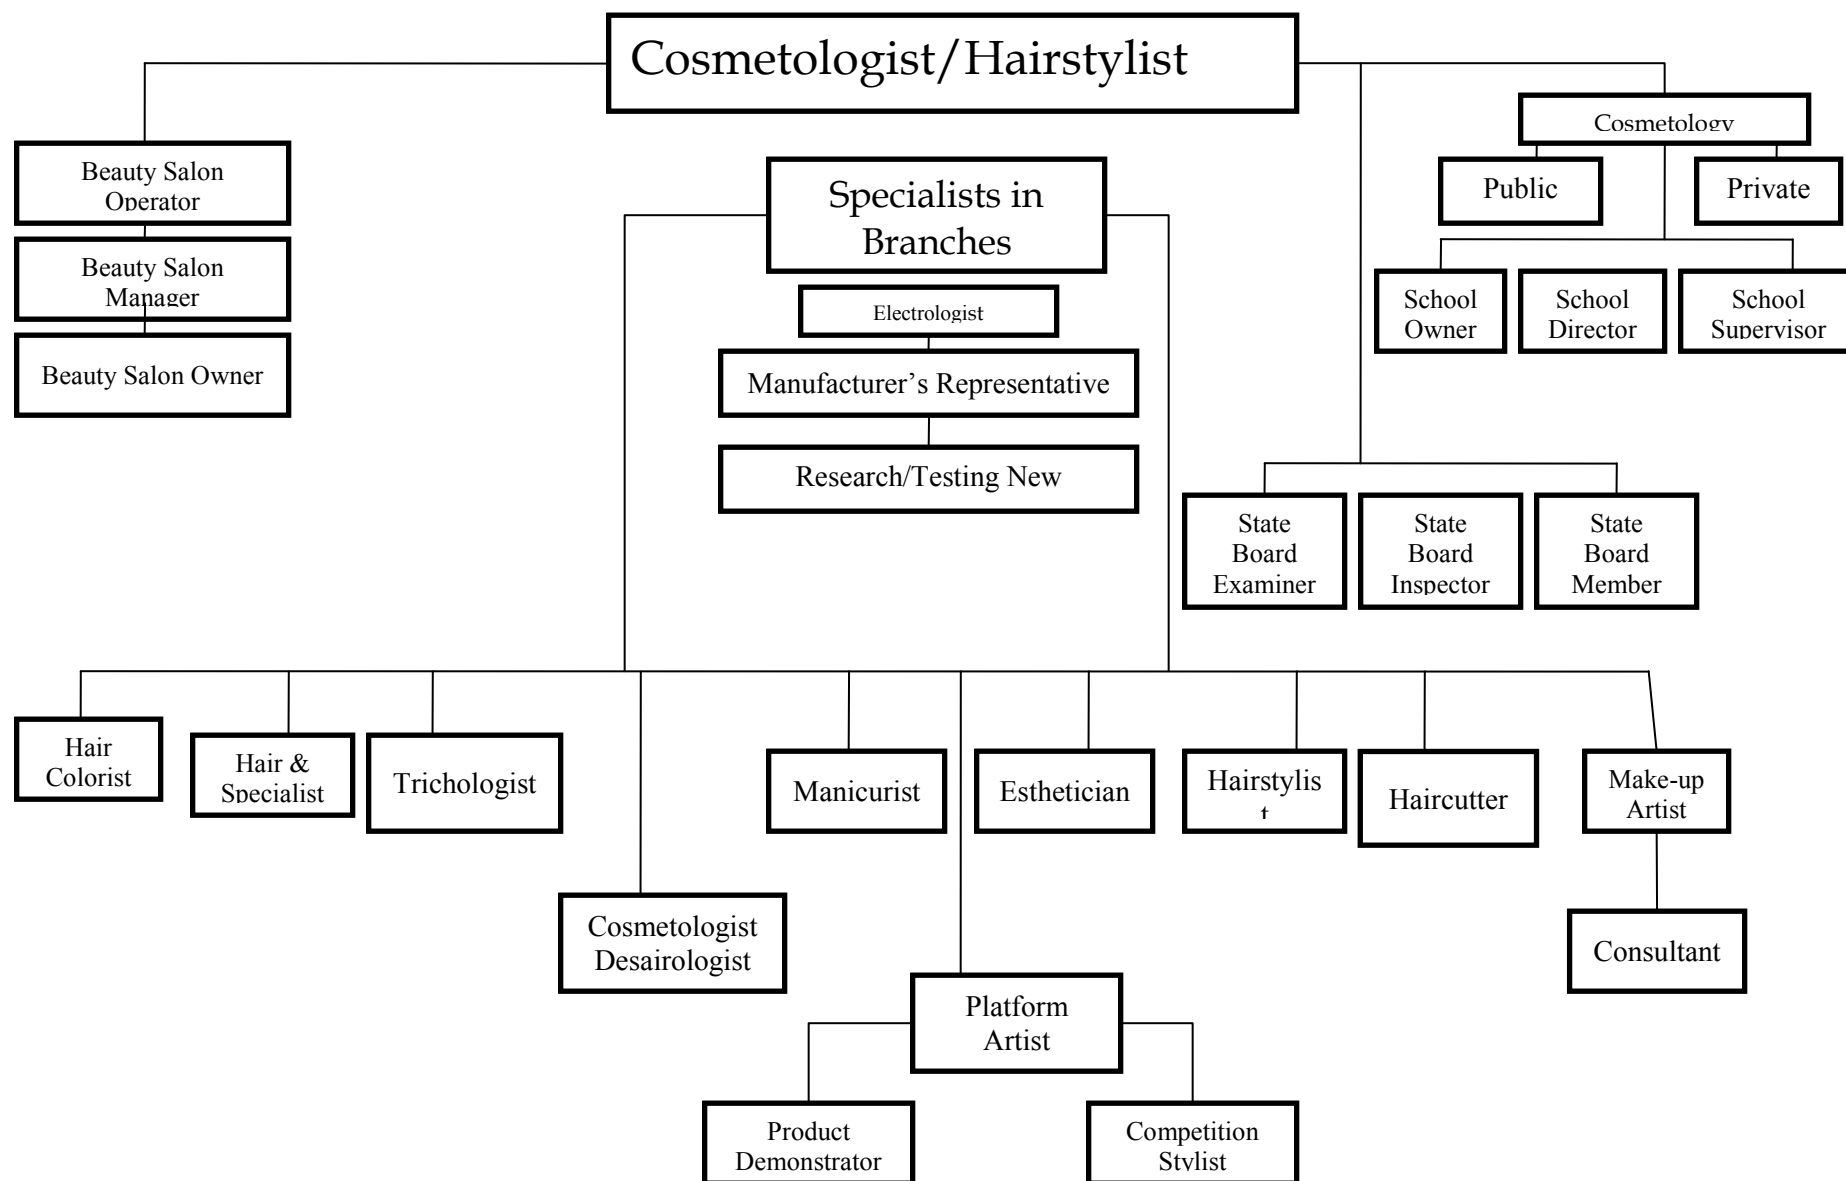 Cosmetologist/Hairstylist
Cosmetology
Beauty Salon
Operator
Public
Private
Specialists in
Branches
Beauty Salon
Manager
School
Owner
School
Director
School
Supervisor
Electrologist
Beauty Salon Owner
Manufacturer’s Representative
Research/Testing New
State
Board
Examiner
State
Board
Inspector
State
Board
Member
Hair
Colorist
Hair &
Specialist
Trichologist
Manicurist
Esthetician
Hairstylis
t
Haircutter
Make-up
Artist
Cosmetologist
Desairologist
Consultant
Platform
Artist
Product
Demonstrator
Competition
Stylist